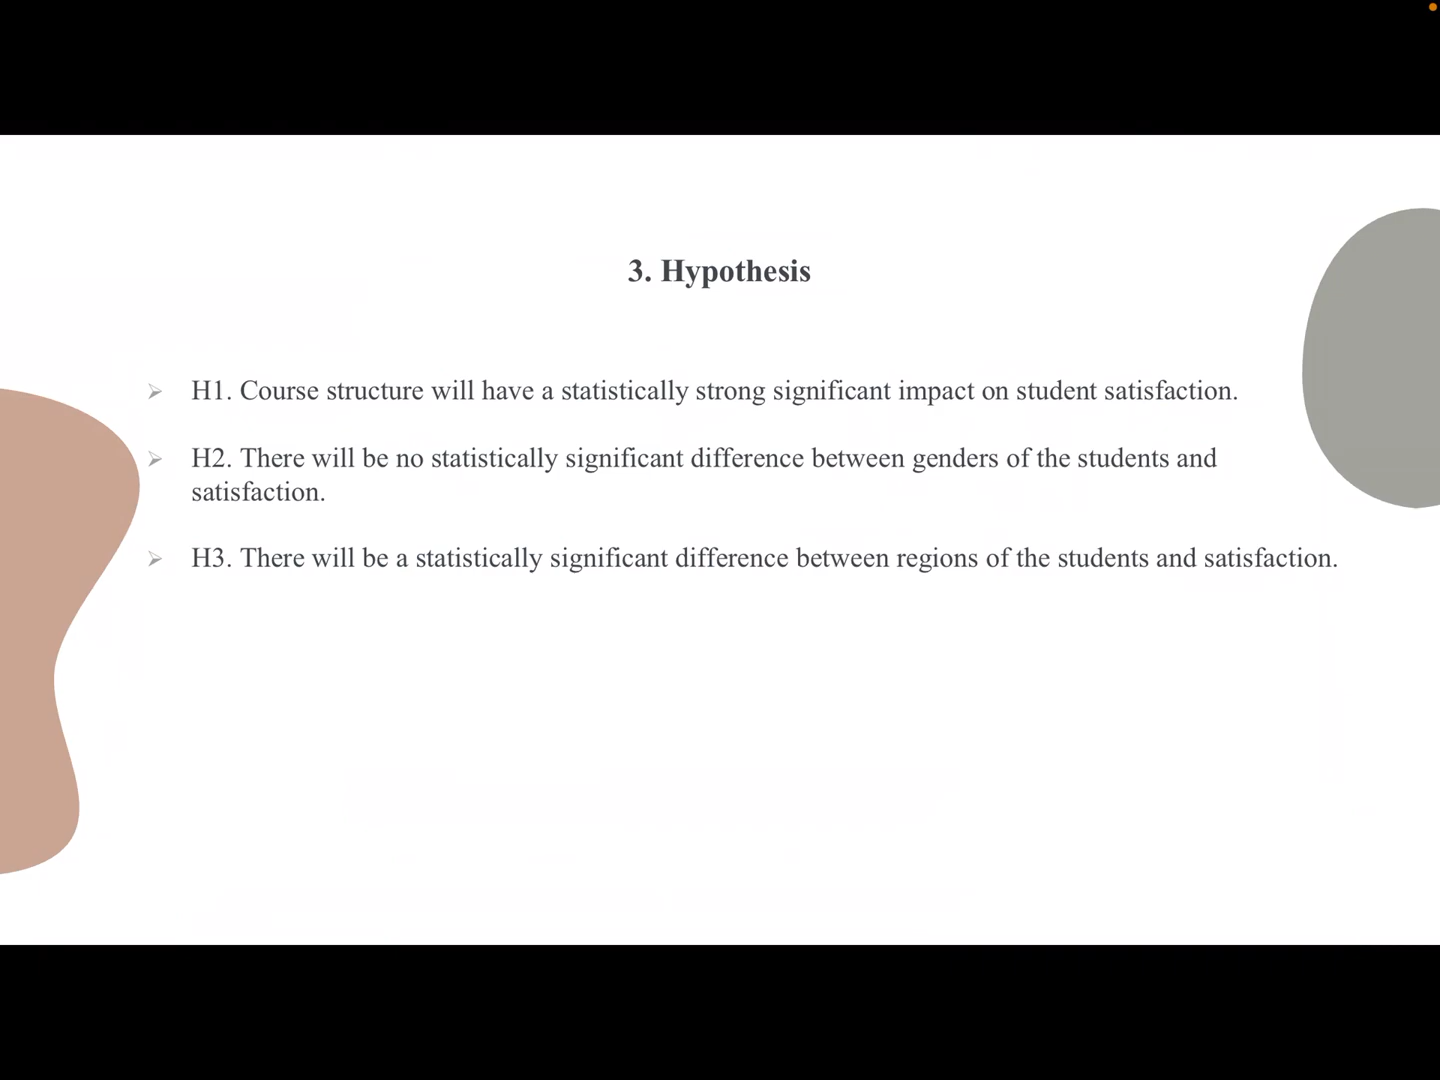 3. Hypothesis
H1. Course structure will have a statistically strong significant impact on student satisfaction.
H2. There will be no statistically significant difference between genders of the students and
satisfaction.
H3. There will be a statistically significant difference between regions of the students and satisfaction.